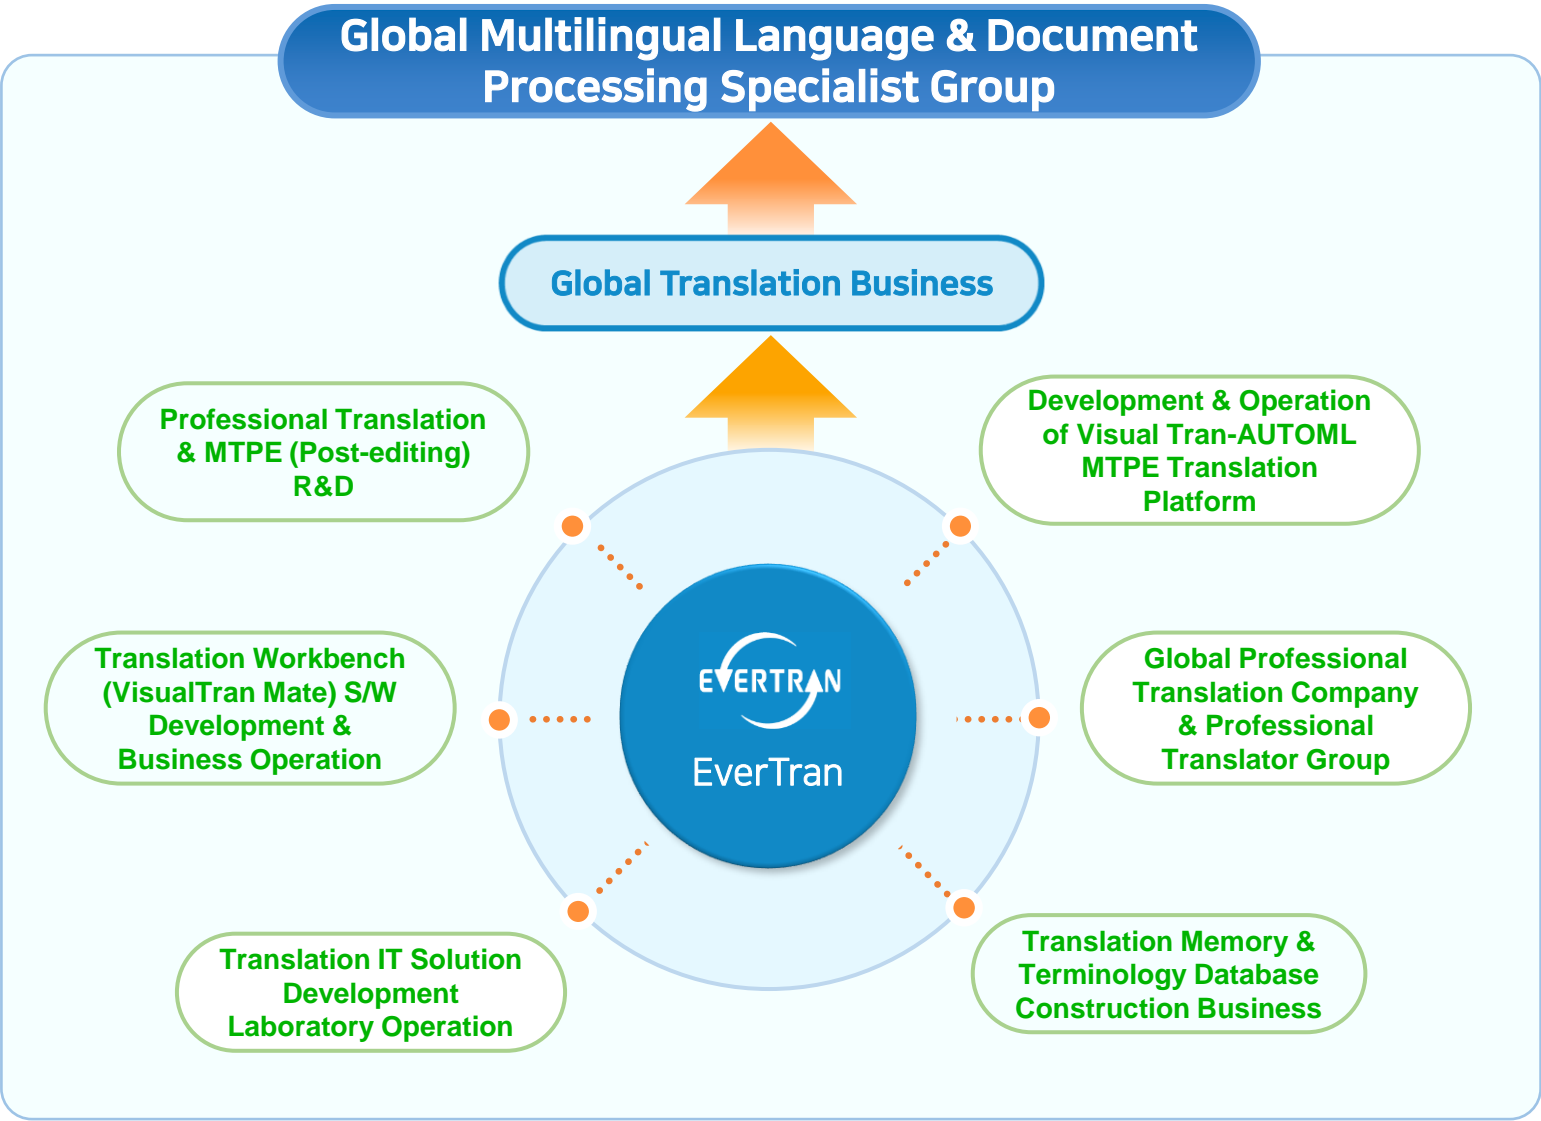 Global Multilingual Language & Document
Processing Specialist Group
Global Translation Business
Professional Translation
& MTPE (Post-editing)
R&D
Development & Operation
of Visual Tran-AUTOML
MTPE Translation
Platform
Translation Workbench
(VisualTran Mate) S/W
Development &
Business Operation
EVERTRAN
EverTran
Global Professional
Translation Company
& Professional
Translator Group
Translation IT Solution
Development
Laboratory Operation
Translation Memory &
Terminology Database
Construction Business